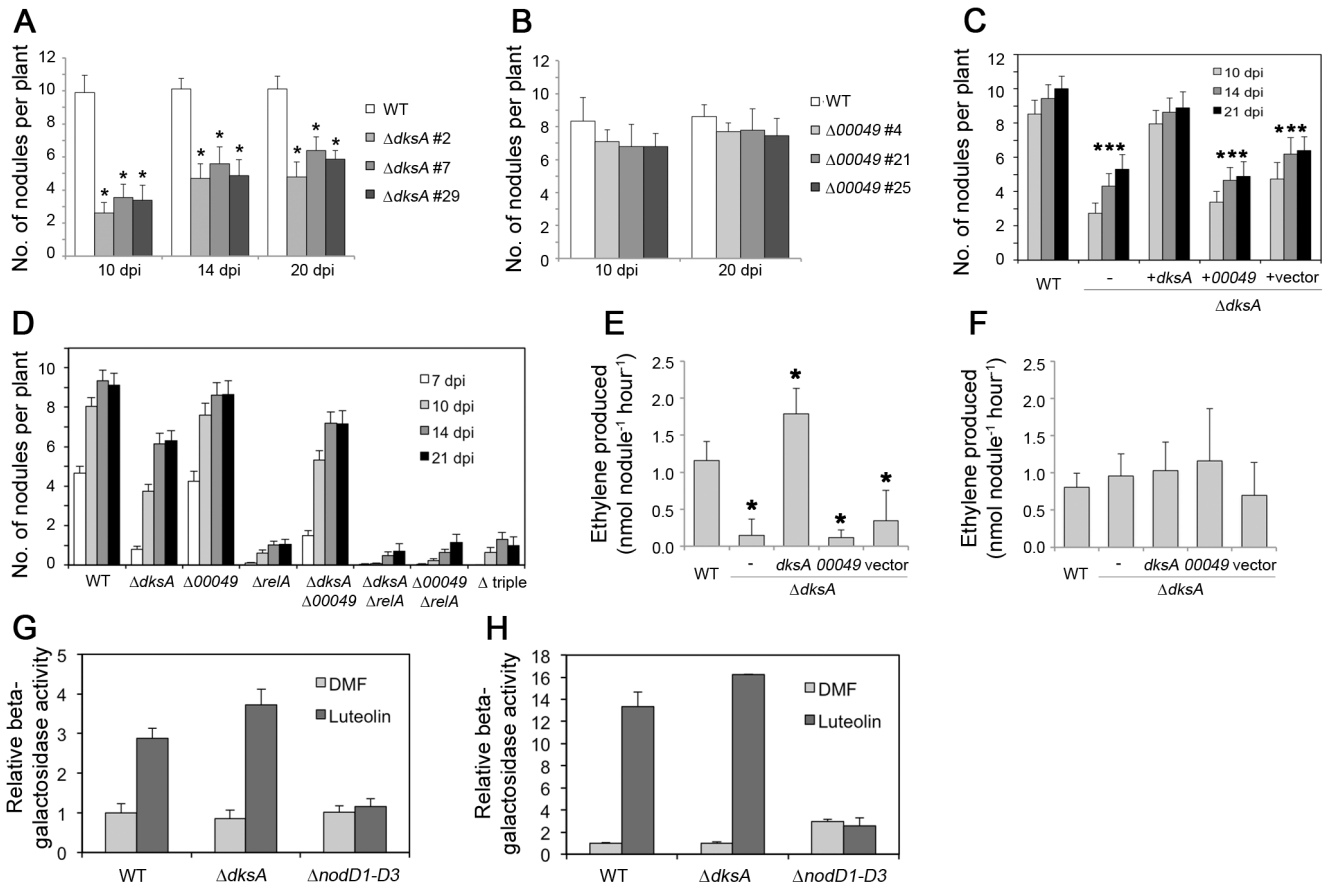 A
No. of nodules per plant
12
10
8
6
4
2
0
* * *
* * *
* * *
10 dpi 14 dpi 20 dpi
WT
ΔdksA #2
ΔdksA #7
ΔdksA #29
B
No. of nodules per plant
12
10
8
6
4
2
0
10 dpi 20 dpi
WT
Δ00049 #4
Δ00049 #21
Δ00049 #25
C
No. of nodules per plant
12
10
8
6
4
2
0
10 dpi
14 dpi
21 dpi
***
***
***
WT - +dksA +00049 +vector
ΔdksA
D
No. of nodules per plant
10
8
6
4
2
0
7 dpi
10 dpi
14 dpi
21 dpi
WT ΔdksA Δ00049 ΔrelA ΔdksA ΔdksA Δ00049 Δ triple
Δ00049 ΔrelA ΔrelA
E
Ethylene produced
(nmol nodule-1 hour-1)
2.5
2.0
1.5
1.0
0.5
0.0
* * * *
WT - dksA 00049 vector
ΔdksA
F
Ethylene produced
(nmol nodule-1 hour-1)
2.5
2.0
1.5
1.0
0.5
0.0
WT - dksA 00049 vector
ΔdksA
G
Relative beta-
galactosidase activity
5
4
3
2
1
0
DMF
Luteolin
WT ΔdksA ΔnodD1-D3
H
Relative beta-
galactosidase activity
18
16
14
12
10
8
6
4
2
0
DMF
Luteolin
WT ΔdksA ΔnodD1-D3